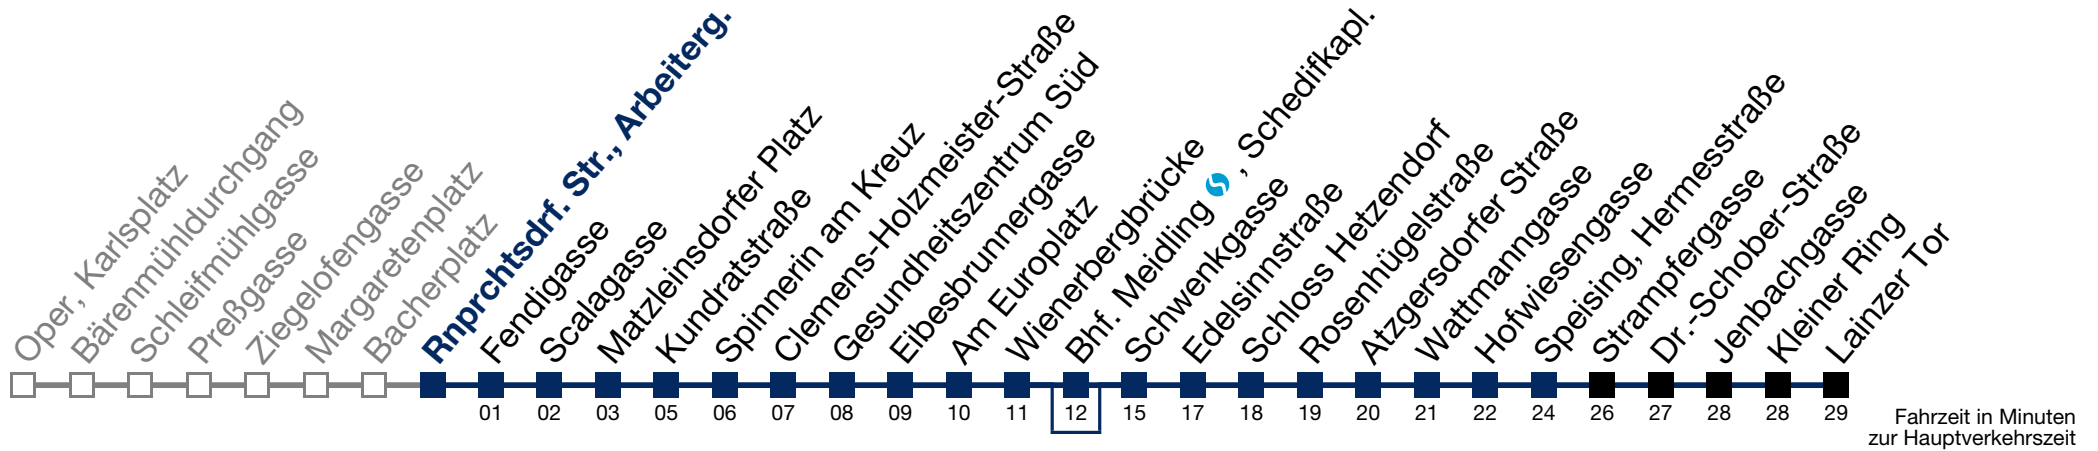 Oper, Karlsplatz
Bärenmühldurchgang
Schleifmühlgasse
Preßgasse
Ziegelofengasse
Margaretenplatz
Bacherplatz
Rnprchtsdrf. Str., Arbeiterg.
Fendigasse
Scalagasse
Matzleinsdorfer Platz
Kundratstraße
Spinnerin am Kreuz
Clemens-Holzmeister-Straße
Gesundheitszentrum Süd
Eibesbrunnergasse
Am Europlatz
Wienerbergbrücke
Bhf. Meidling , Schedifkapl.
Schwenkgasse
Edelsinnstraße
Schloss Hetzendorf
Rosenhügelstraße
Atzgersdorfer Straße
Wattmanngasse
Hofwiesengasse
Speising, Hermesstraße
Strampfergasse
Dr.-Schober-Straße
Jenbachgasse
Kleiner Ring
Lainzer Tor
01 02 03 05 06 07 08 09 10 11 12 15 17 18 19 20 21 22 24 26 27 28 28 29
Fahrzeit in Minuten
zur Hauptverkehrszeit